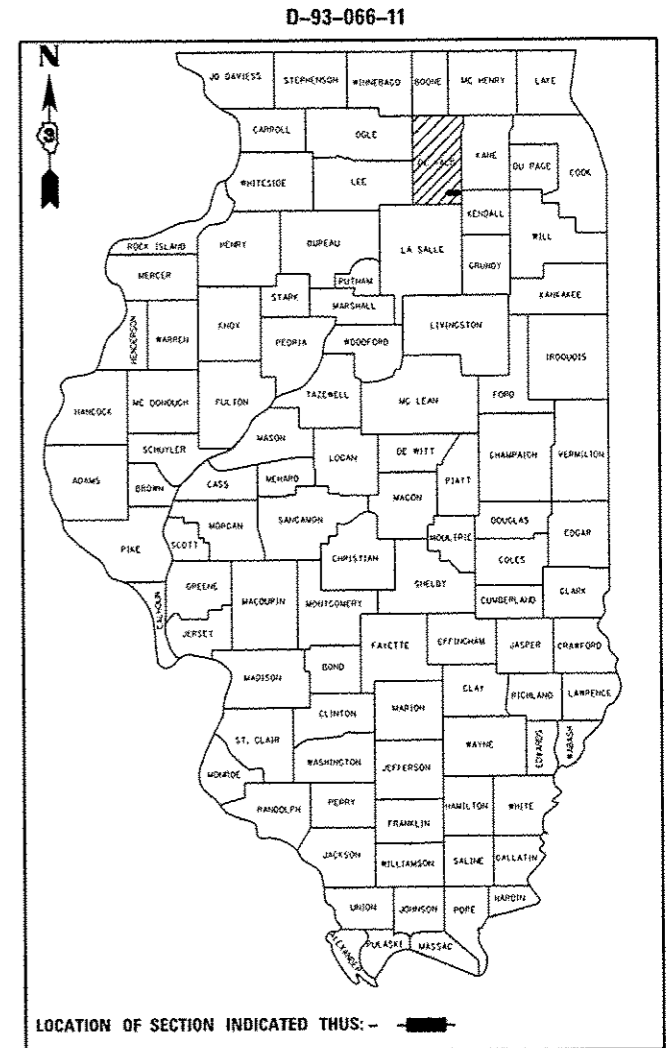 D-93-066-11
N
3
JO DAVIESS STEPHENSON WINNEBAGO BOONE MC HENRY LAKE
CARROLL OGLE DE KALB KANE DU PAGE COOK
WHITESIDE LEE KENDALL WILL
ROCK ISLAND HENRY BUREAU LA SALLE GRUNDY
MERCER PUTNAM KANKAKEE
STARK MARSHALL
HENDERSON WARREN KNOX PEORIA WOODFORD LIVINGSTON IROQUOIS
HANCOCK MC DONOUGH FULTON TAZEWELL MC LEAN FORD
SCHUYLER MASON LOGAN DE WITT CHAMPAIGN VERMILION
ADAMS BROWN CASS MENARD MACON PIATT
PIKE SCOTT MORGAN SANGAMON MOULTRIE DOUGLAS EDGAR
CHRISTIAN COLES
CALHOUN GREENE MACOUPIN MONTGOMERY SHELBY CUMBERLAND CLARK
JERSEY FAYETTE EFFINGHAM JASPER CRAWFORD
MADISON BOND
CLAY RICHLAND LAWRENCE
CLINTON MARION
ST. CLAIR WAYNE EDWARDS WABASH
MONROE WASHINGTON JEFFERSON
RANDOLPH PERRY HAMILTON WHITE
FRANKLIN
JACKSON WILLIAMSON SALINE GALLATIN
UNION JOHNSON POPE HARDIN
ALEXANDER PULASKI MASSAC
LOCATION OF SECTION INDICATED THUS: -